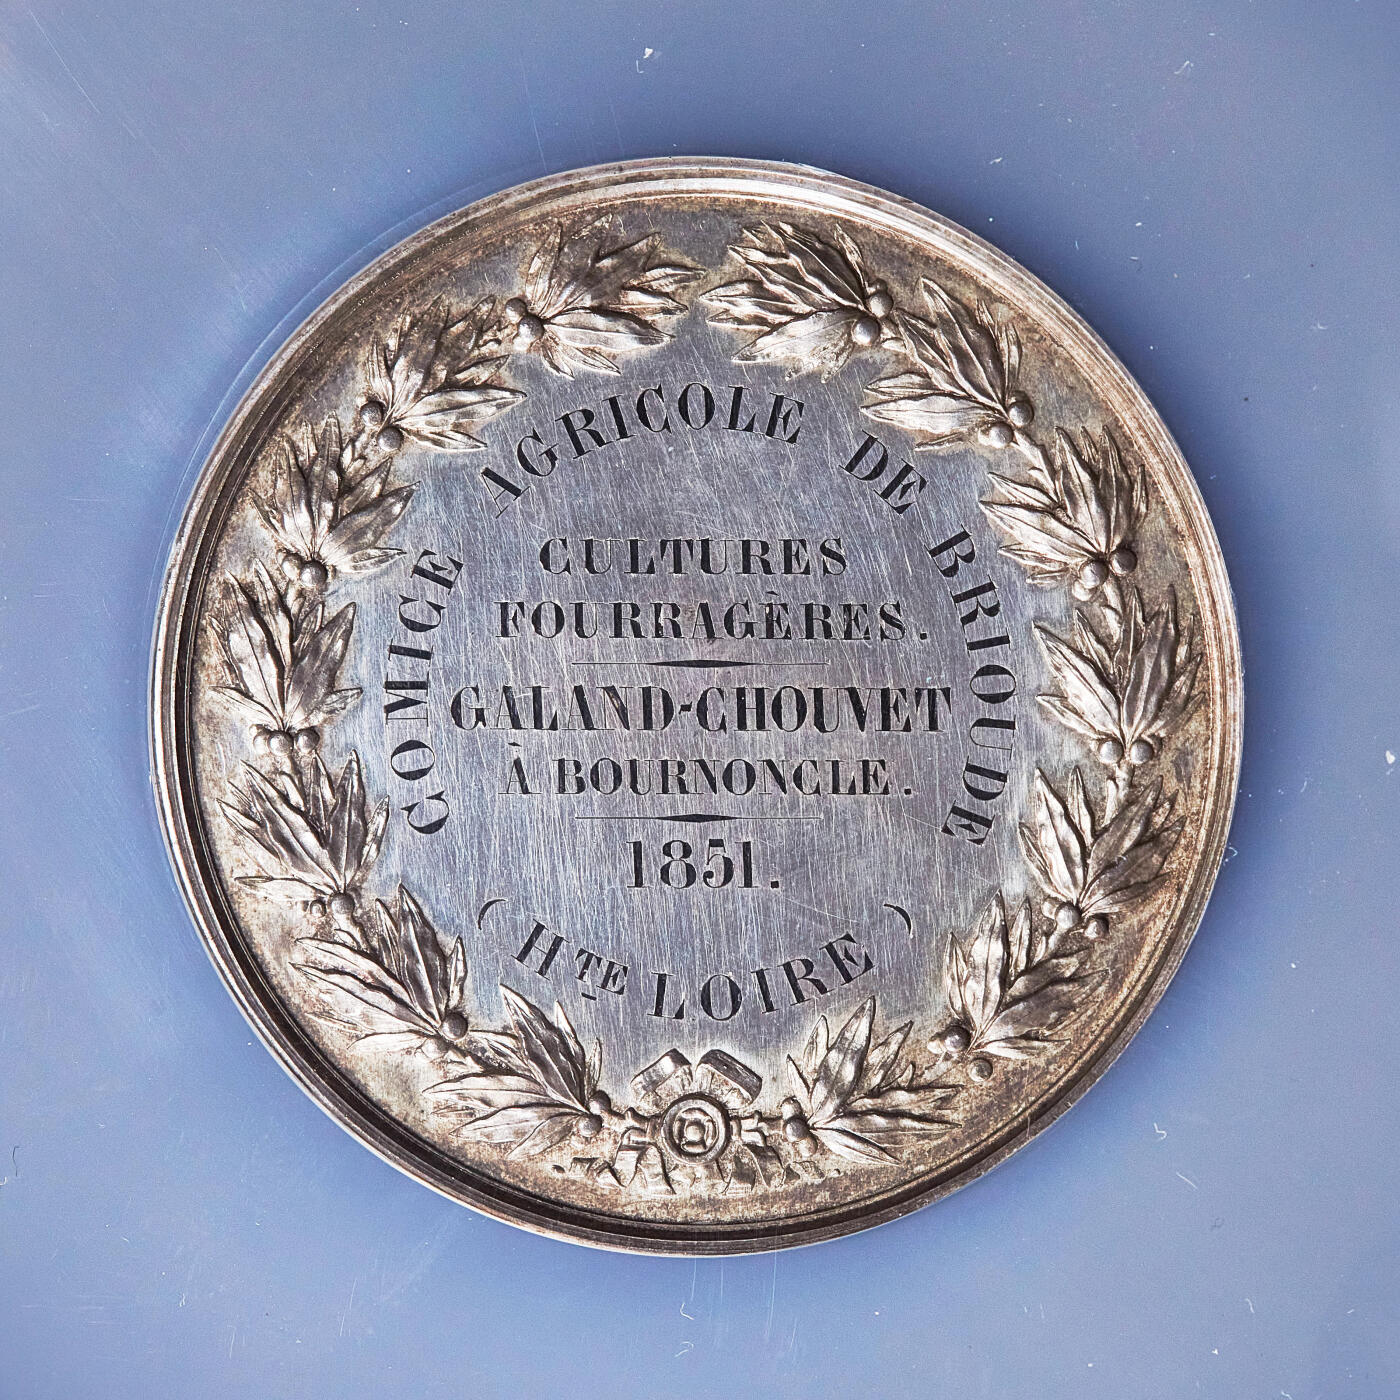 COMICE AGRICOLE DE BRIOUDE
CULTURES
FOURRAGÈRES.
GALAND-CHOUVET
À BOURNONCLE.
1851.
(HTE LOIRE)